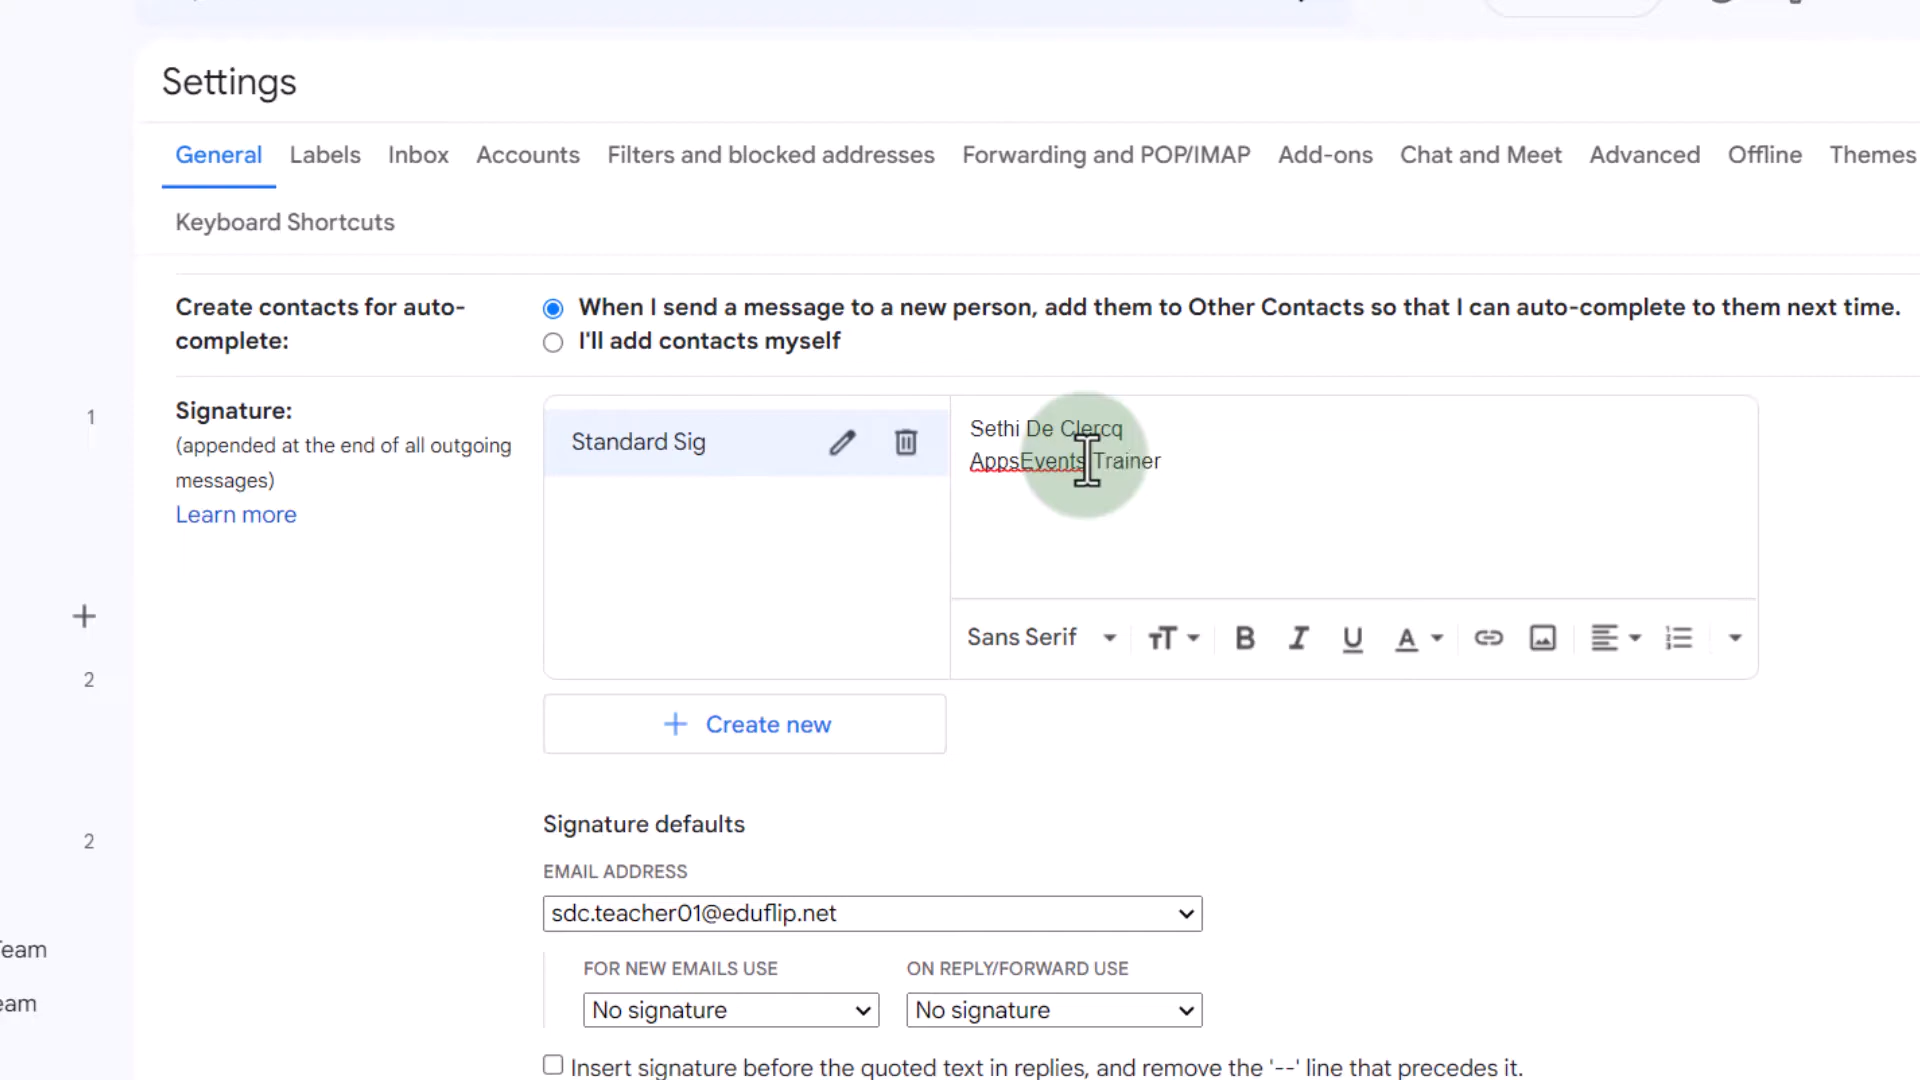 Settings
General Labels Inbox Accounts Filters and blocked addresses Forwarding and POP/IMAP Add-ons Chat and Meet Advanced Offline Themes
Keyboard Shortcuts
Create contacts for auto-
complete:
When I send a message to a new person, add them to Other Contacts so that I can auto-complete to them next time.
I'll add contacts myself
Signature:
(appended at the end of all outgoing
messages)
Learn more
1
Standard Sig
Sethi De Clercq
AppsEvents Trainer
+
Sans Serif
B I U A
2
+ Create new
Signature defaults
2
EMAIL ADDRESS
sdc.teacher01@eduflip.net
Team
FOR NEW EMAILS USE ON REPLY/FORWARD USE
eam
No signature No signature
Insert signature before the quoted text in replies, and remove the '--' line that precedes it.